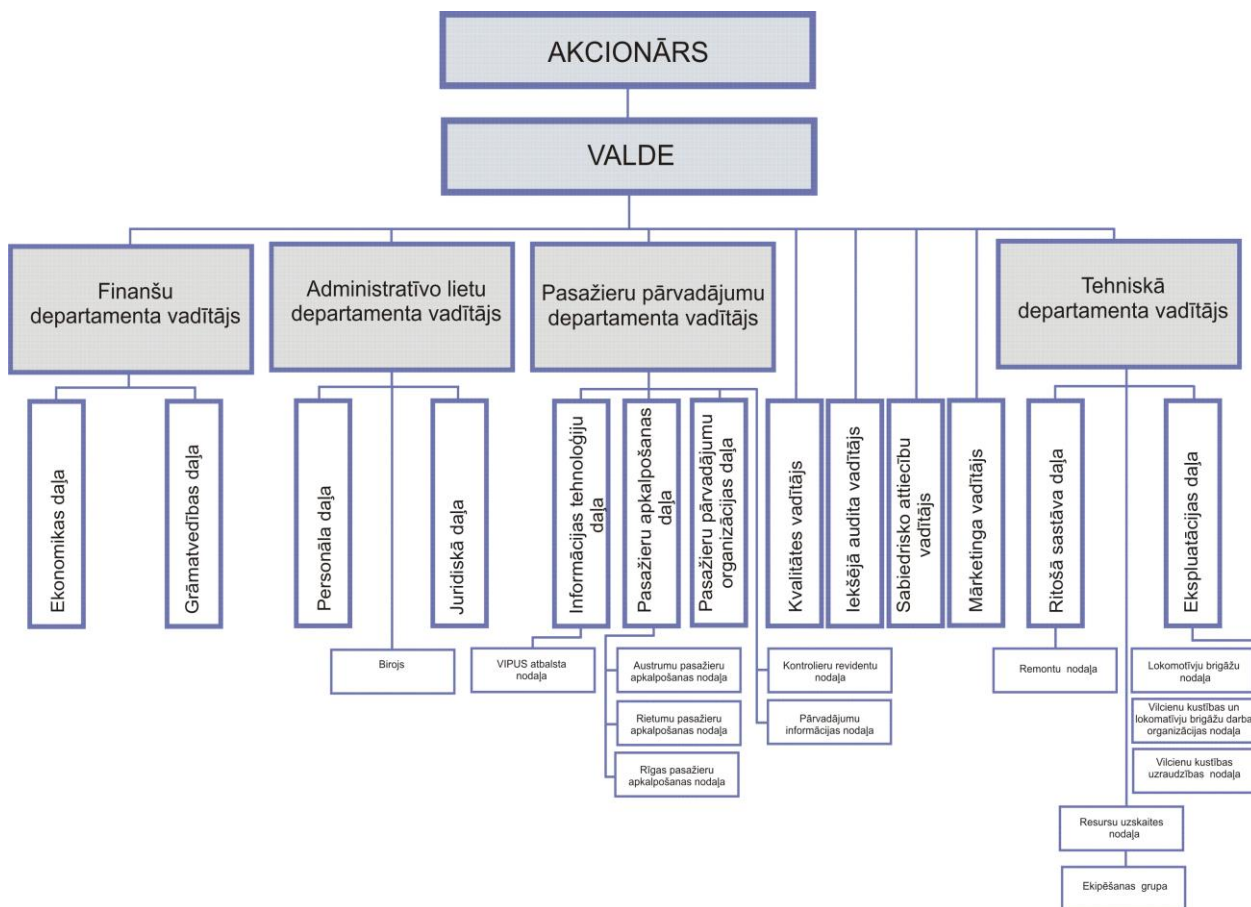 AKCIONĀRS
VALDE
Finanšu
departamenta vadītājs
Administratīvo lietu
departamenta vadītājs
Pasažieru pārvadājumu
departamenta vadītājs
Tehniskā
departamenta vadītājs
Ekonomikas daļa
Grāmatvedības daļa
Personāla daļa
Juridiskā daļa
Informācijas tehnoloģiju
daļa
Pasažieru apkalpošanas
daļa
Pasažieru pārvadājumu
organizācijas daļa
Kvalitātes vadītājs
Iekšējā audita vadītājs
Sabiedrisko attiecību
vadītājs
Mārketinga vadītājs
Ritošā sastāva daļa
Ekspluatācijas daļa
Birojs
VIPUS atbalsta
nodaļa
Austrumu pasažieru
apkalpošanas nodaļa
Rietumu pasažieru
apkalpošanas nodaļa
Rīgas pasažieru
apkalpošanas nodaļa
Kontrolieru revidentu
nodaļa
Pārvadājumu
informācijas nodaļa
Remontu nodaļa
Lokomotīvju brigāžu
nodaļa
Vilcienu kustības un
lokomatīvju brigāžu darba
organizācijas nodaļa
Vilcienu kustības
uzraudzības nodaļa
Resursu uzskaites
nodaļa
Ekipēšanas grupa